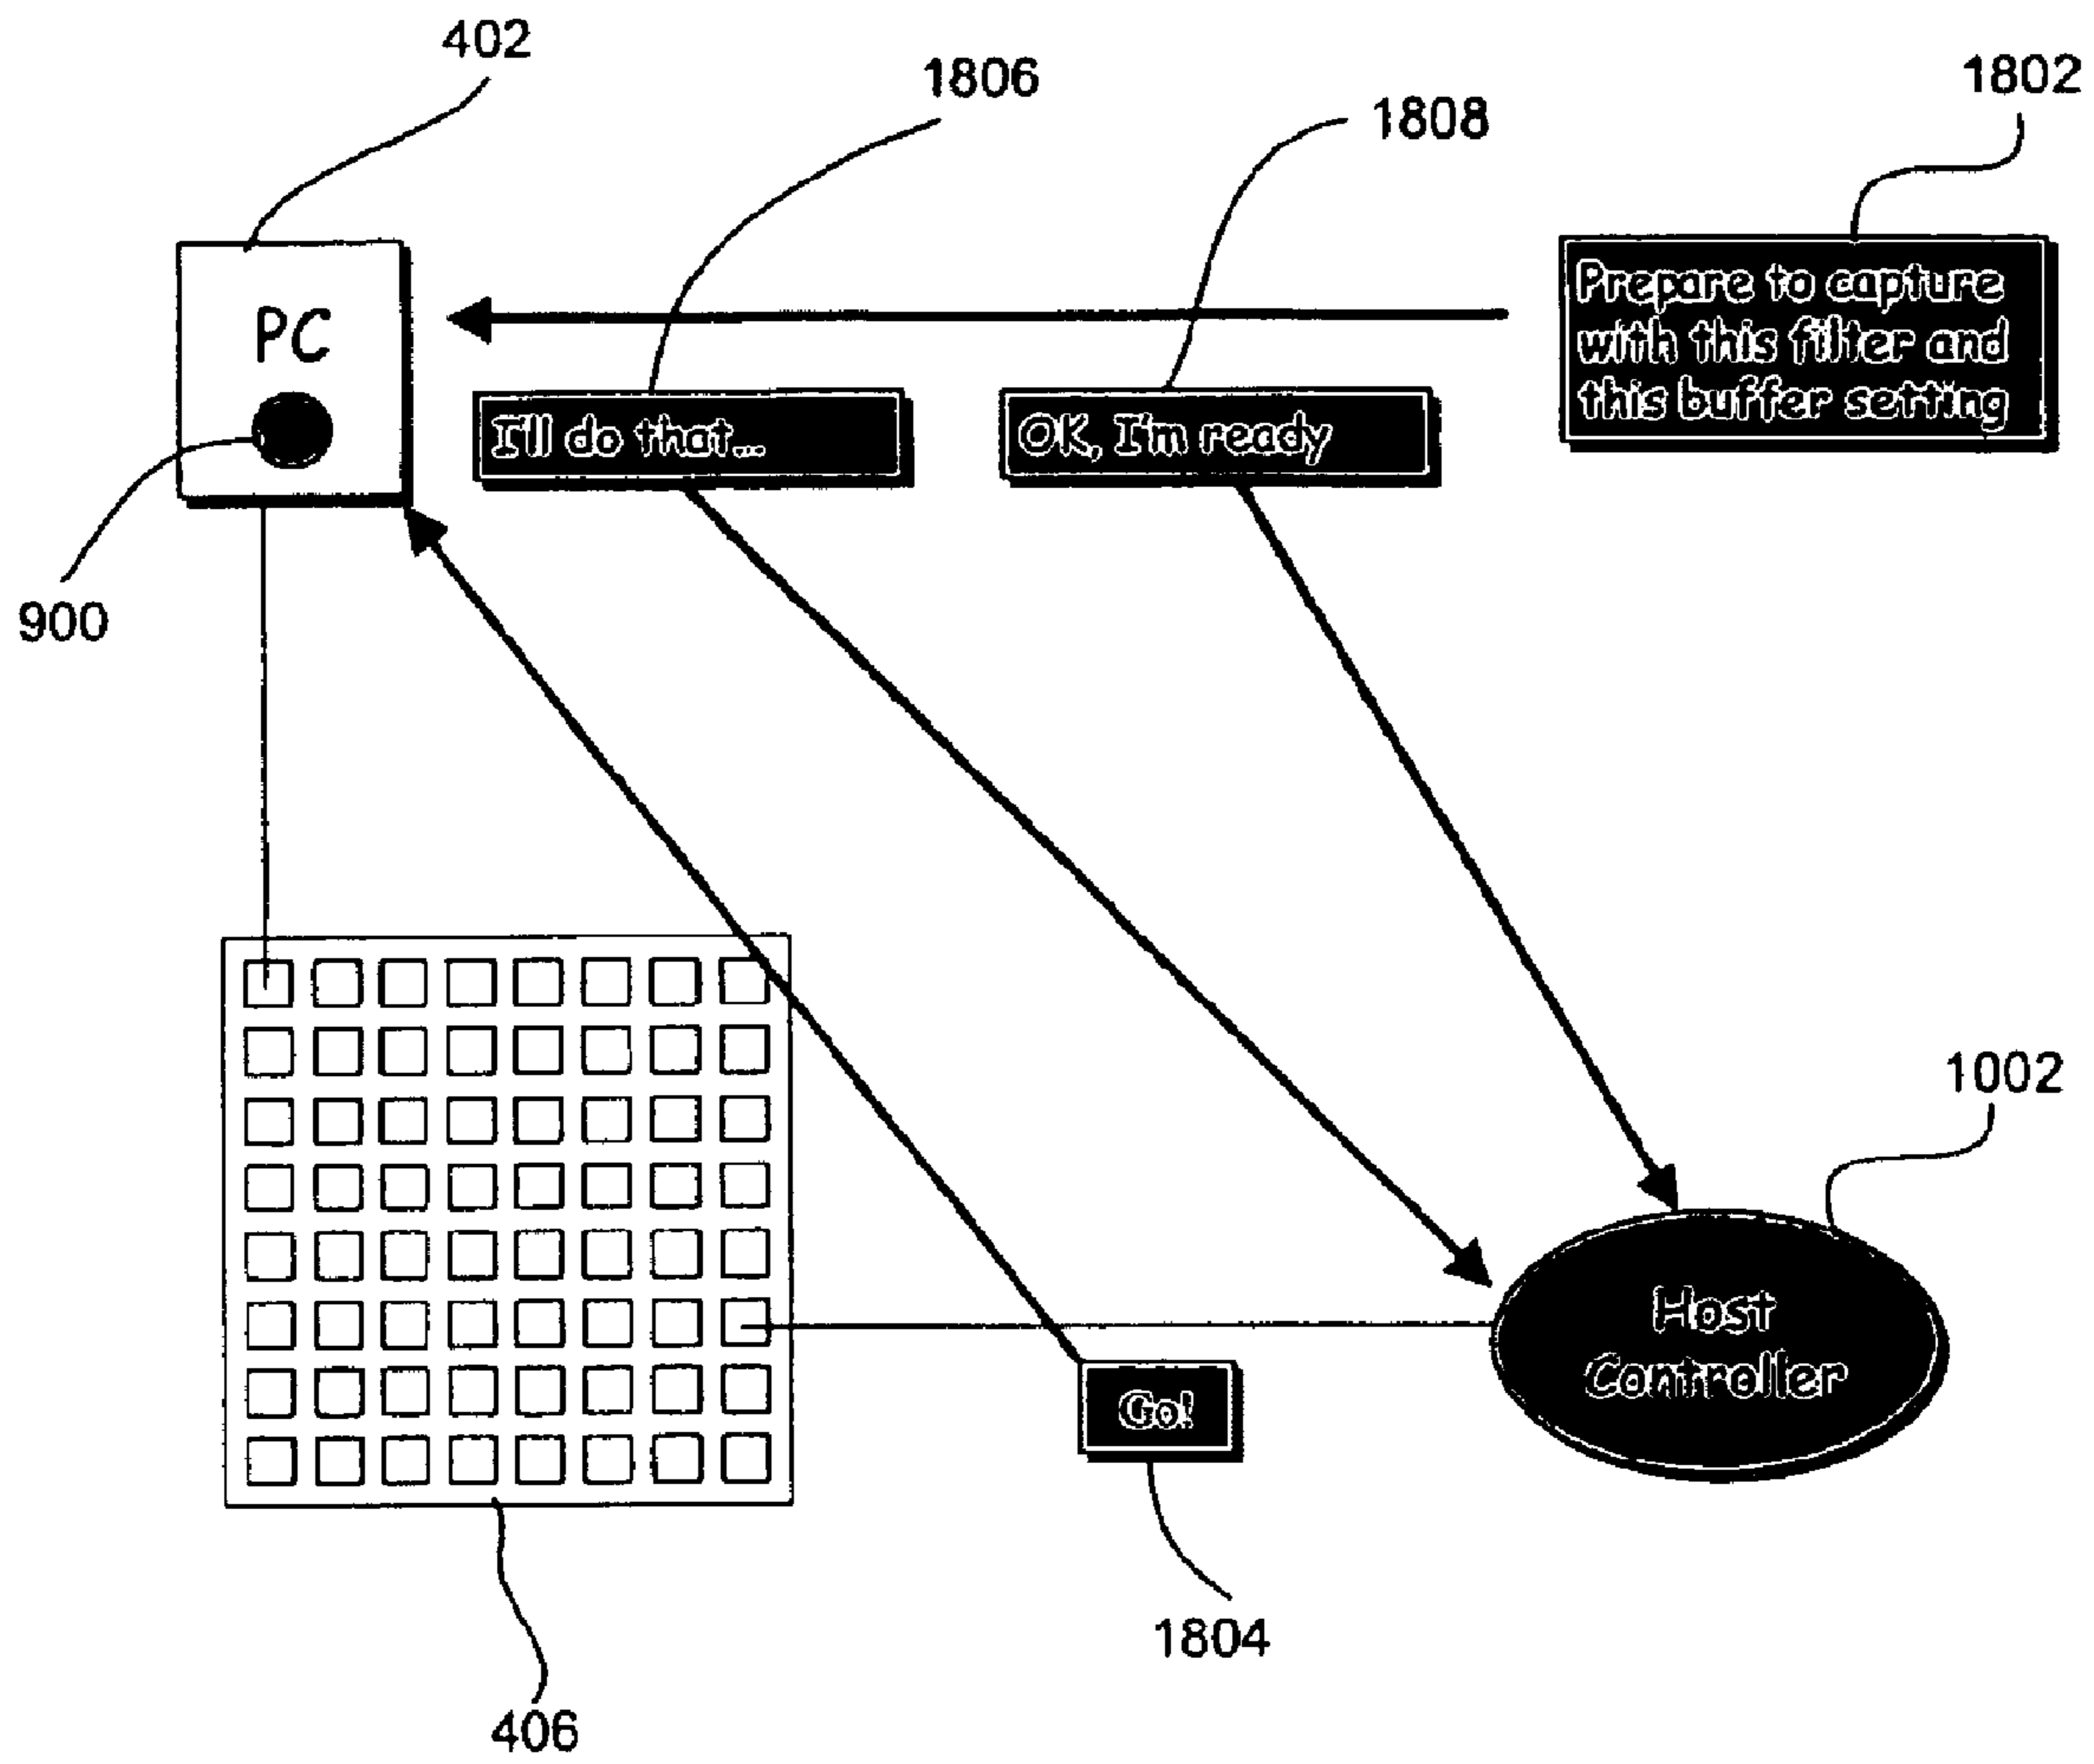 402
1806
1808
1802
PC
Prepare to capture
with this filter and
this buffer setting
I'll do that...
OK, I'm ready
900
1002
Host
Controller
Go!
1804
406